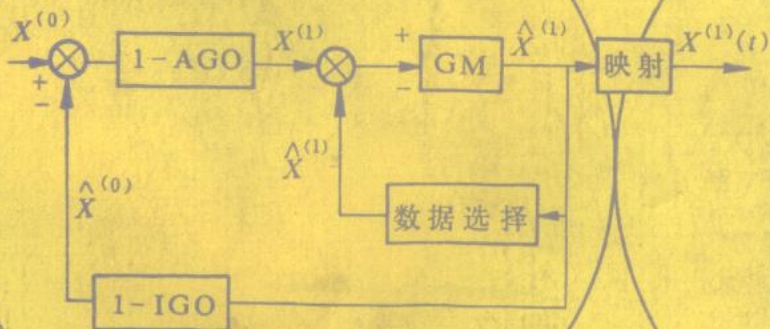 X^(0)
+
−
1-AGO
X^(1)
+
−
GM
X̂^(1)
映射
X^(1)(t)
X̂^(1)
X̂^(0)
数据选择
1-IGO